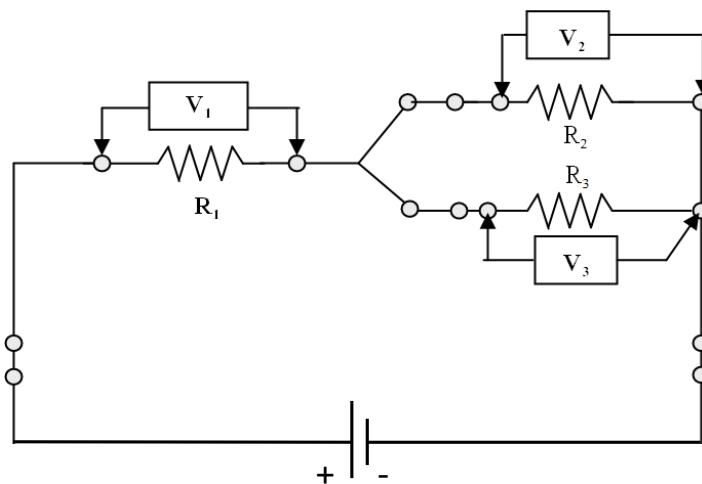 V₂
V₁
R₂
R₁
R₃
V₃
+ -